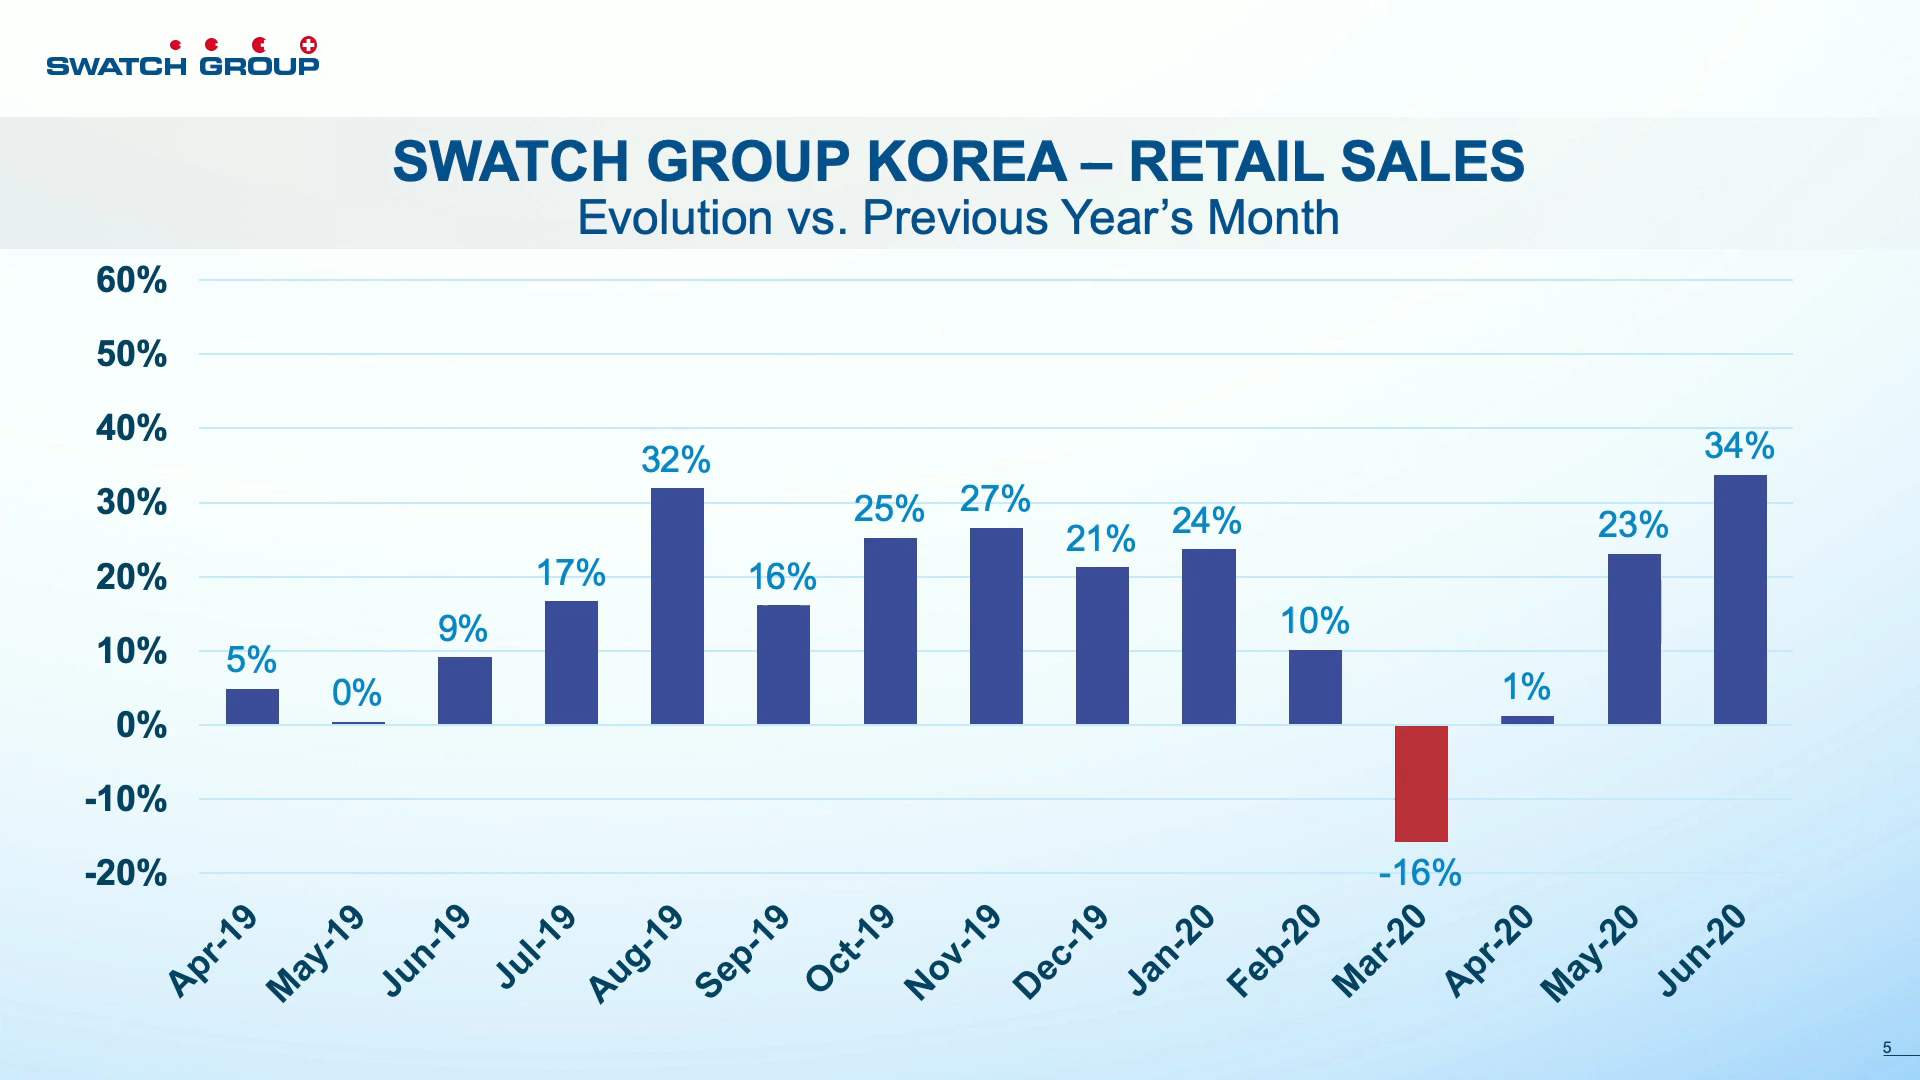 SWATCH GROUP
SWATCH GROUP KOREA – RETAIL SALES
Evolution vs. Previous Year’s Month
60%
50%
40%
30%
20%
10%
0%
-10%
-20%
5%
0%
9%
17%
32%
16%
25%
27%
21%
24%
10%
-16%
1%
23%
34%
Apr-19
May-19
Jun-19
Jul-19
Aug-19
Sep-19
Oct-19
Nov-19
Dec-19
Jan-20
Feb-20
Mar-20
Apr-20
May-20
Jun-20
5